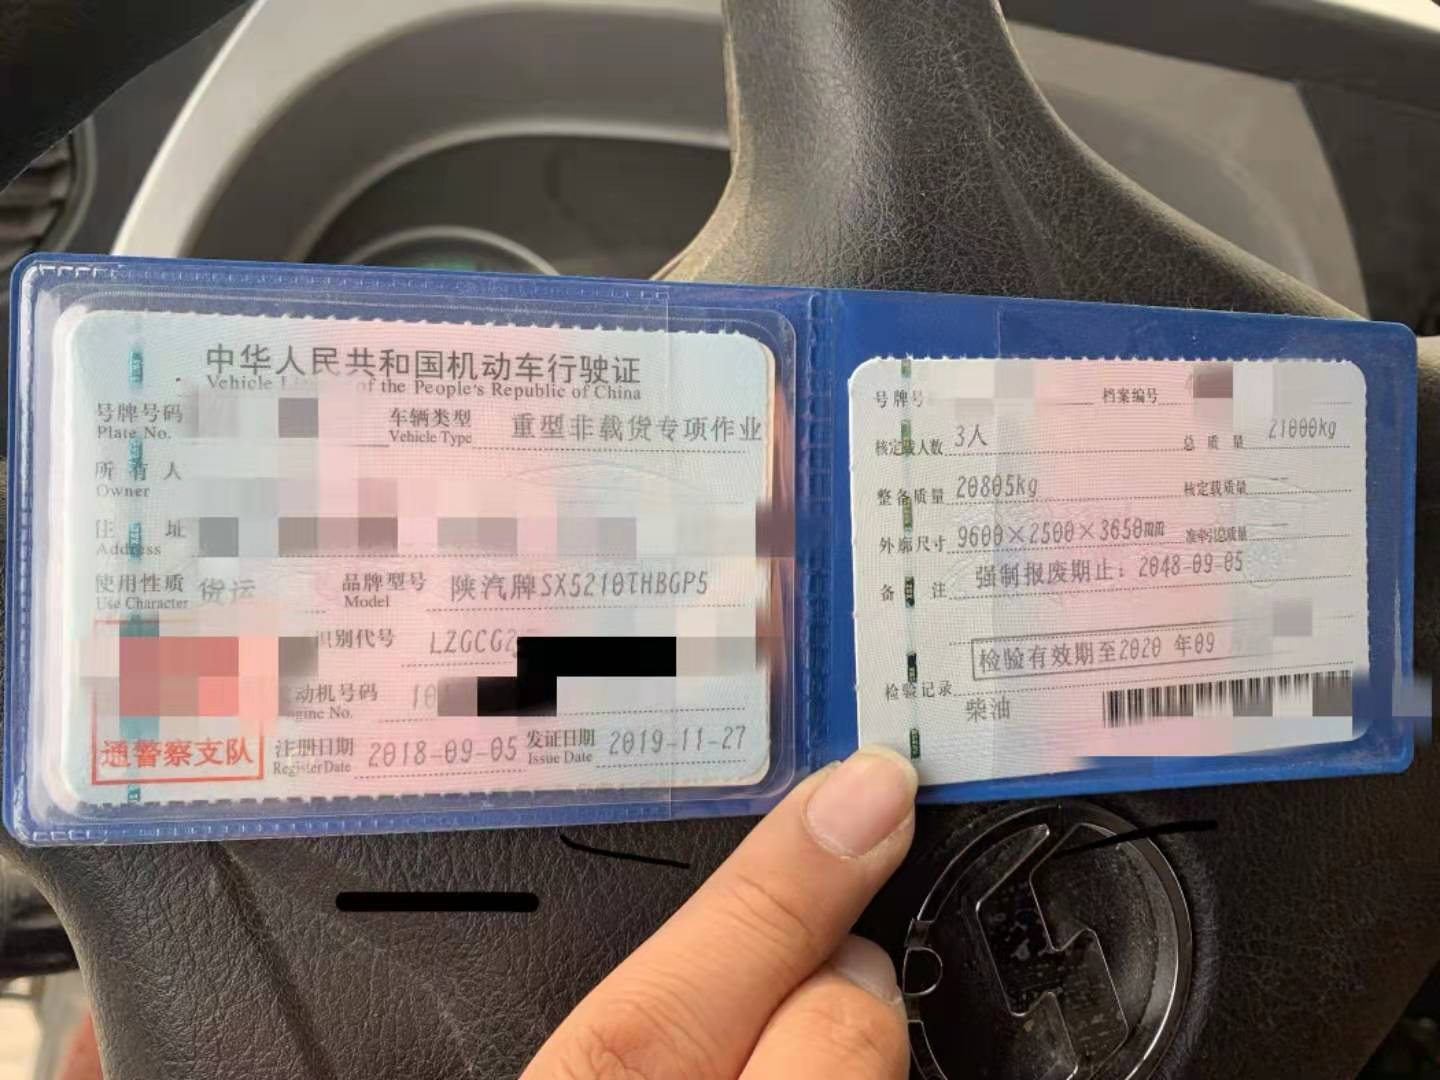 中华人民共和国机动车行驶证
Vehicle of the People's Republic of China
号牌号码
Plate No.
车辆类型 重型非载货专项作业
Vehicle Type
所有人
Owner
住 址
Address
使用性质 货运
Use Character
品牌型号 陕汽牌SX5210THBGP5
Model
识别代号 LZGCG2
动机号码 10
ngine No.
通警察支队
注册日期 2018-09-05
Register Date
发证日期 2019-11-27
Issue Date
号牌号
档案编号
核定载人数 3人
总 质 量 21000kg
整备质量 20805kg
核定载质量
外廓尺寸 9600×2500×3650mm
准牵引总质量
备 注 强制报废期止：2048-09-05
检验有效期至2020 年09
检验记录
柴油